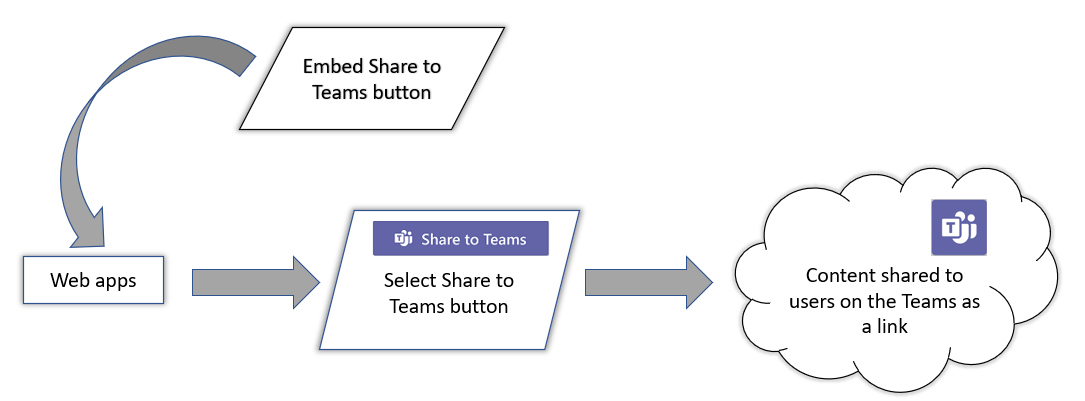 Embed Share to
Teams button
Web apps
Share to Teams
Select Share to
Teams button
Content shared to
users on the Teams as
a link